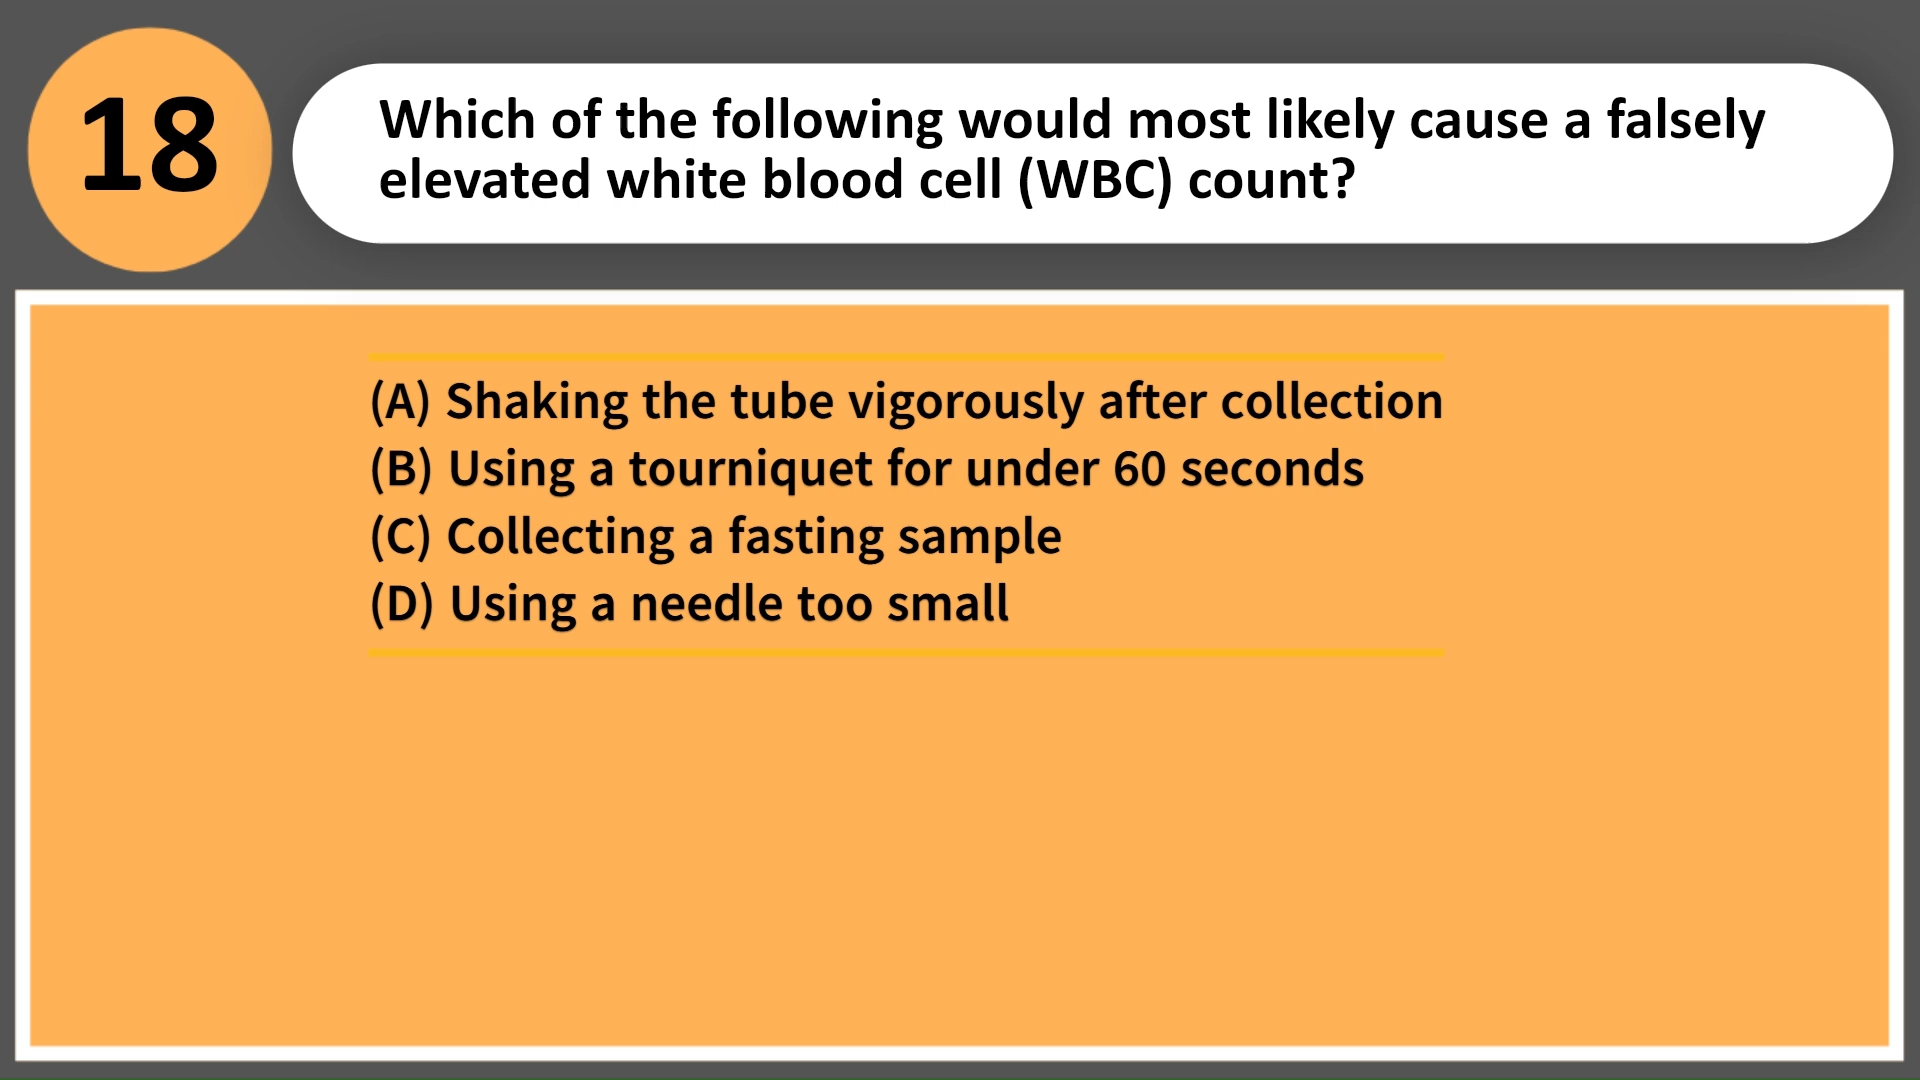 18
Which of the following would most likely cause a falsely
elevated white blood cell (WBC) count?
(A) Shaking the tube vigorously after collection
(B) Using a tourniquet for under 60 seconds
(C) Collecting a fasting sample
(D) Using a needle too small